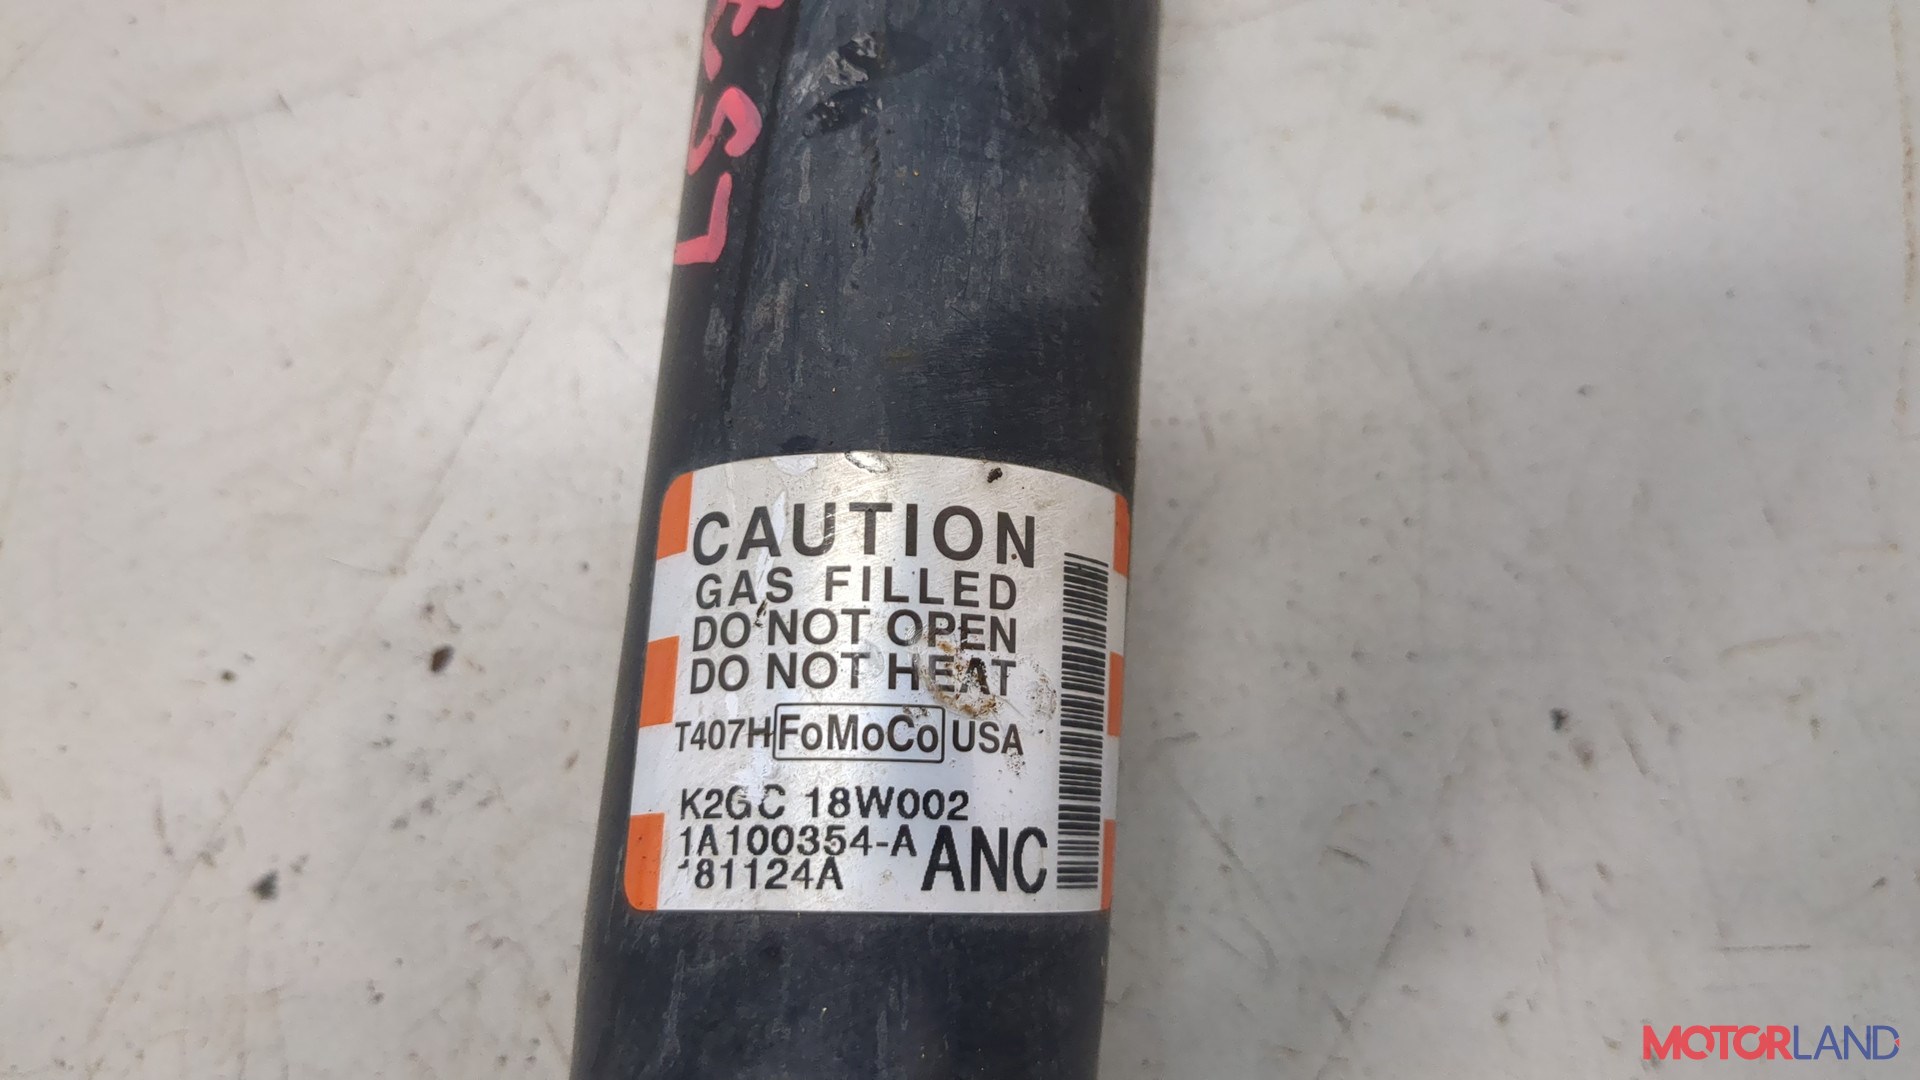 CAUTION
GAS FILLED
DO NOT OPEN
DO NOT HEAT
T407H FoMoCo USA
K2GC 18W002
1A100354-A
181124A ANC
MOTORLAND